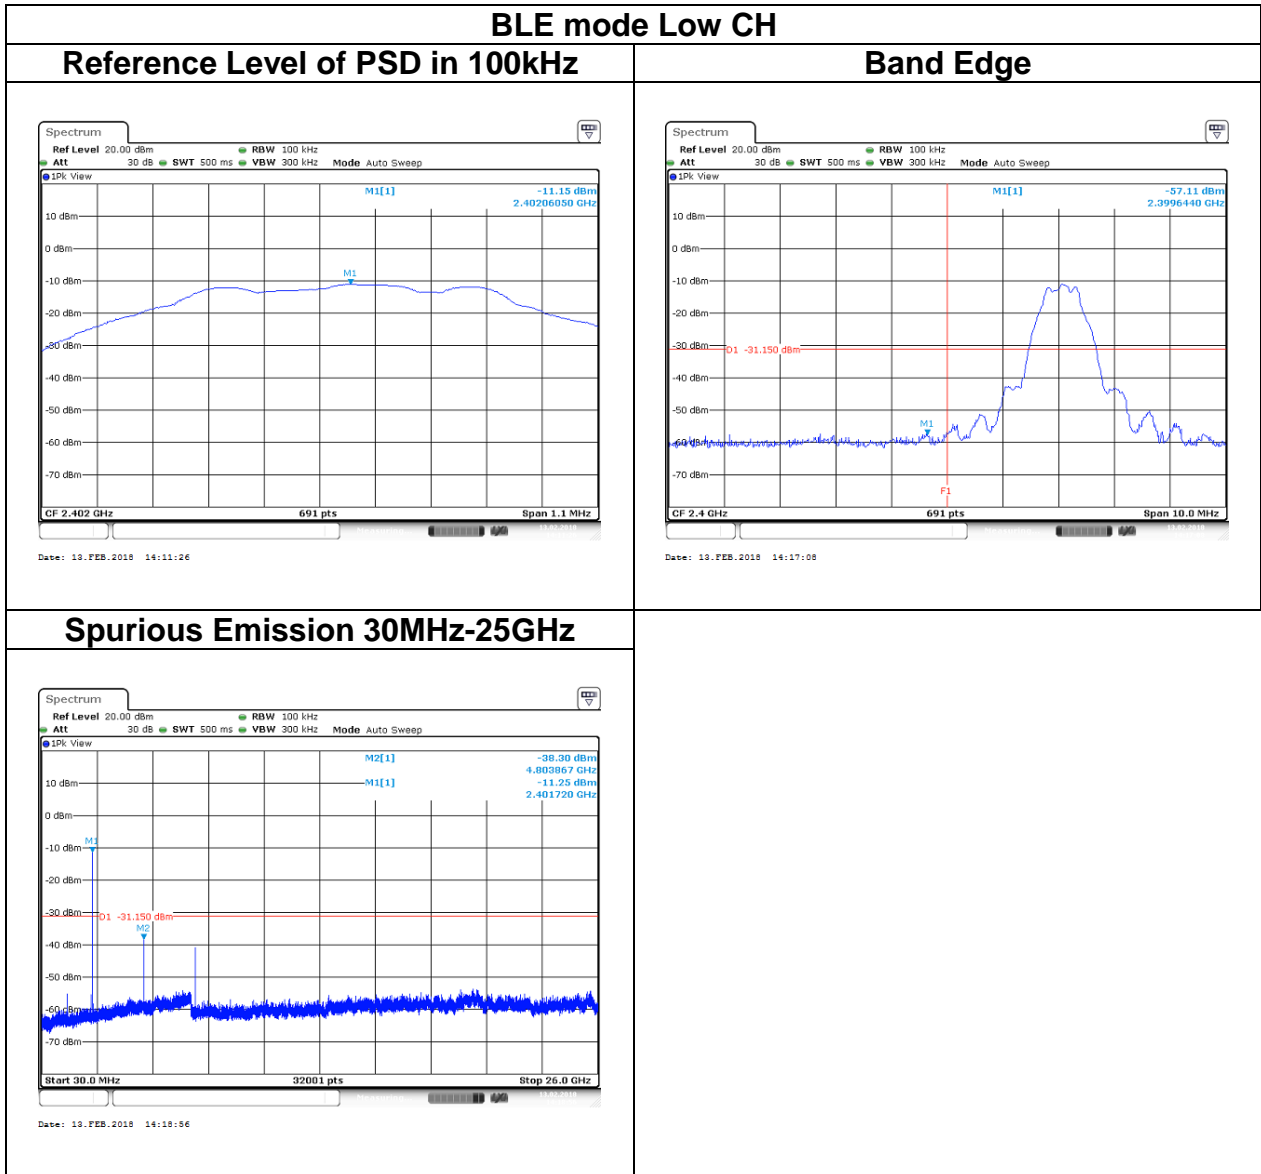 BLE mode Low CH
Reference Level of PSD in 100kHz
Band Edge
Spectrum
Ref Level 20.00 dBm RBW 100 kHz
Att 30 dB SWT 500 ms VBW 300 kHz Mode Auto Sweep
1Pk View
M1[1] -11.15 dBm
2.40206050 GHz
10 dBm
0 dBm
M1
-10 dBm
-20 dBm
-30 dBm
-40 dBm
-50 dBm
-60 dBm
-70 dBm
CF 2.402 GHz 691 pts Span 1.1 MHz
Date: 13.FEB.2018 14:11:26
Spectrum
Ref Level 20.00 dBm RBW 100 kHz
Att 30 dB SWT 500 ms VBW 300 kHz Mode Auto Sweep
1Pk View
M1[1] -57.11 dBm
2.3996440 GHz
10 dBm
0 dBm
-10 dBm
-20 dBm
-30 dBm
D1 -31.150 dBm
-40 dBm
-50 dBm
M1
-60 dBm
-70 dBm
F1
CF 2.4 GHz 691 pts Span 10.0 MHz
Date: 13.FEB.2018 14:17:08
Spurious Emission 30MHz-25GHz
Spectrum
Ref Level 20.00 dBm RBW 100 kHz
Att 30 dB SWT 500 ms VBW 300 kHz Mode Auto Sweep
1Pk View
M2[1] -38.30 dBm
4.803867 GHz
M1[1] -11.25 dBm
2.401720 GHz
10 dBm
0 dBm
M1
-10 dBm
-20 dBm
-30 dBm
D1 -31.150 dBm
M2
-40 dBm
-50 dBm
-60 dBm
-70 dBm
Start 30.0 MHz 32001 pts Stop 26.0 GHz
Date: 13.FEB.2018 14:18:56